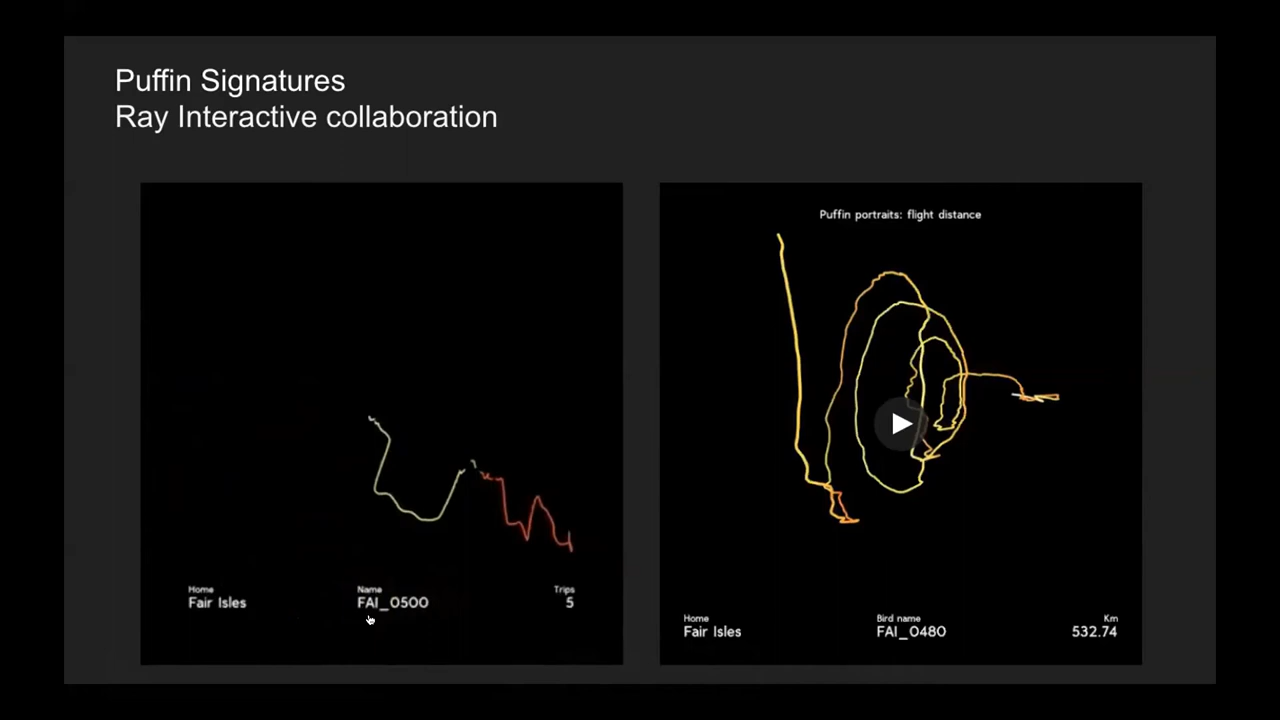 Puffin Signatures
Ray Interactive collaboration
Home
Fair Isles
Name
FAI_0500
Trips
5
Puffin portraits: flight distance
Home
Fair Isles
Bird name
FAI_0480
Km
532.74